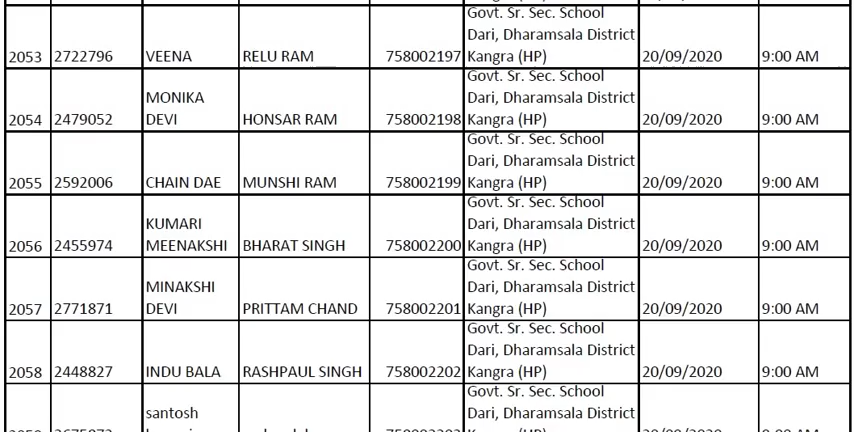 Govt. Sr. Sec. School
Dari, Dharamsala District
2053 2722796 VEENA RELU RAM 758002197 Kangra (HP) 20/09/2020 9:00 AM
Govt. Sr. Sec. School
MONIKA Dari, Dharamsala District
2054 2479052 DEVI HONSAR RAM 758002198 Kangra (HP) 20/09/2020 9:00 AM
Govt. Sr. Sec. School
Dari, Dharamsala District
2055 2592006 CHAIN DAE MUNSHI RAM 758002199 Kangra (HP) 20/09/2020 9:00 AM
Govt. Sr. Sec. School
KUMARI Dari, Dharamsala District
2056 2455974 MEENAKSHI BHARAT SINGH 758002200 Kangra (HP) 20/09/2020 9:00 AM
Govt. Sr. Sec. School
MINAKSHI Dari, Dharamsala District
2057 2771871 DEVI PRITTAM CHAND 758002201 Kangra (HP) 20/09/2020 9:00 AM
Govt. Sr. Sec. School
Dari, Dharamsala District
2058 2448827 INDU BALA RASHPAUL SINGH 758002202 Kangra (HP) 20/09/2020 9:00 AM
Govt. Sr. Sec. School
santosh Dari, Dharamsala District